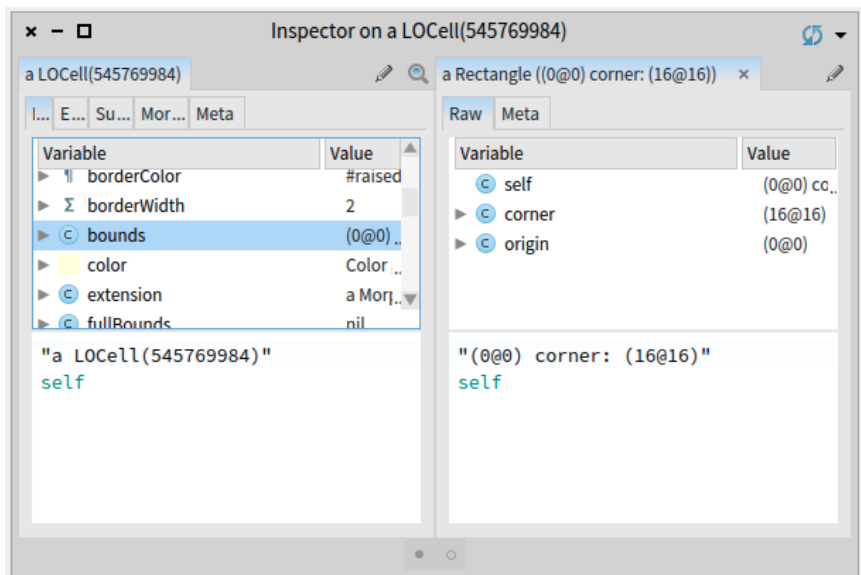 Inspector on a LOCell(545769984)
a LOCell(545769984)
I... E... Su... Mor... Meta
Variable Value
borderColor #raised
borderWidth 2
bounds (0@0) ..
color Color ..
extension a Morp..
fullBounds nil
"a LOCell(545769984)"
self
a Rectangle ((0@0) corner: (16@16)) ×
Raw Meta
Variable Value
self (0@0) co..
corner (16@16)
origin (0@0)
"(0@0) corner: (16@16)"
self